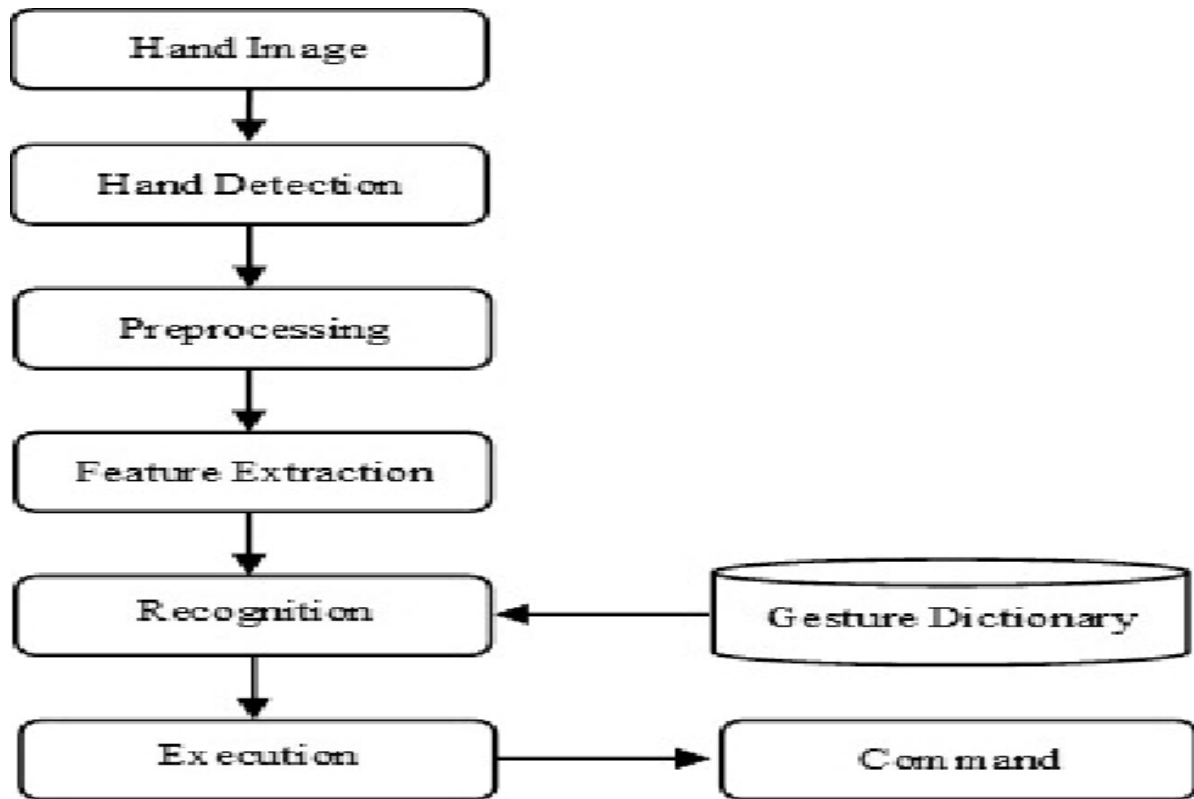 Hand Image
Hand Detection
Preprocessing
Feature Extraction
Recognition
Gesture Dictionary
Execution
Command